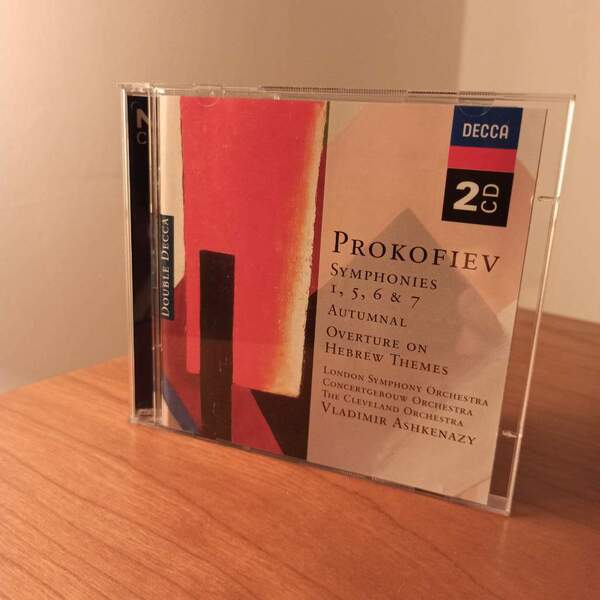 2
C
DOUBLE DECCA
DECCA
2CD
PROKOFIEV
SYMPHONIES
1, 5, 6 & 7
AUTUMNAL
OVERTURE ON
HEBREW THEMES
LONDON SYMPHONY ORCHESTRA
CONCERTGEBOUW ORCHESTRA
THE CLEVELAND ORCHESTRA
VLADIMIR ASHKENAZY